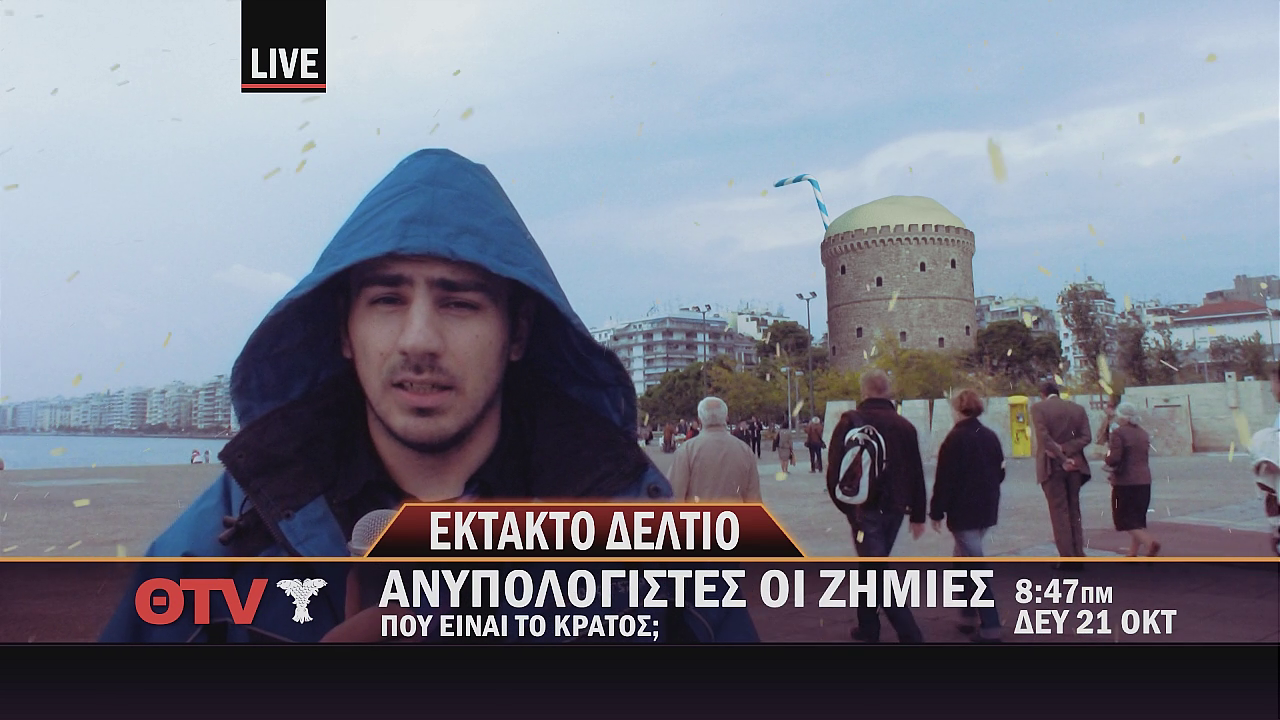 LIVE
ΕΚΤΑΚΤΟ ΔΕΛΤΙΟ
ΘTV
ΑΝΥΠΟΛΟΓΙΣΤΕΣ ΟΙ ΖΗΜΙΕΣ
ΠΟΥ ΕΙΝΑΙ ΤΟ ΚΡΑΤΟΣ;
8:47πμ
ΔΕΥ 21 ΟΚΤ